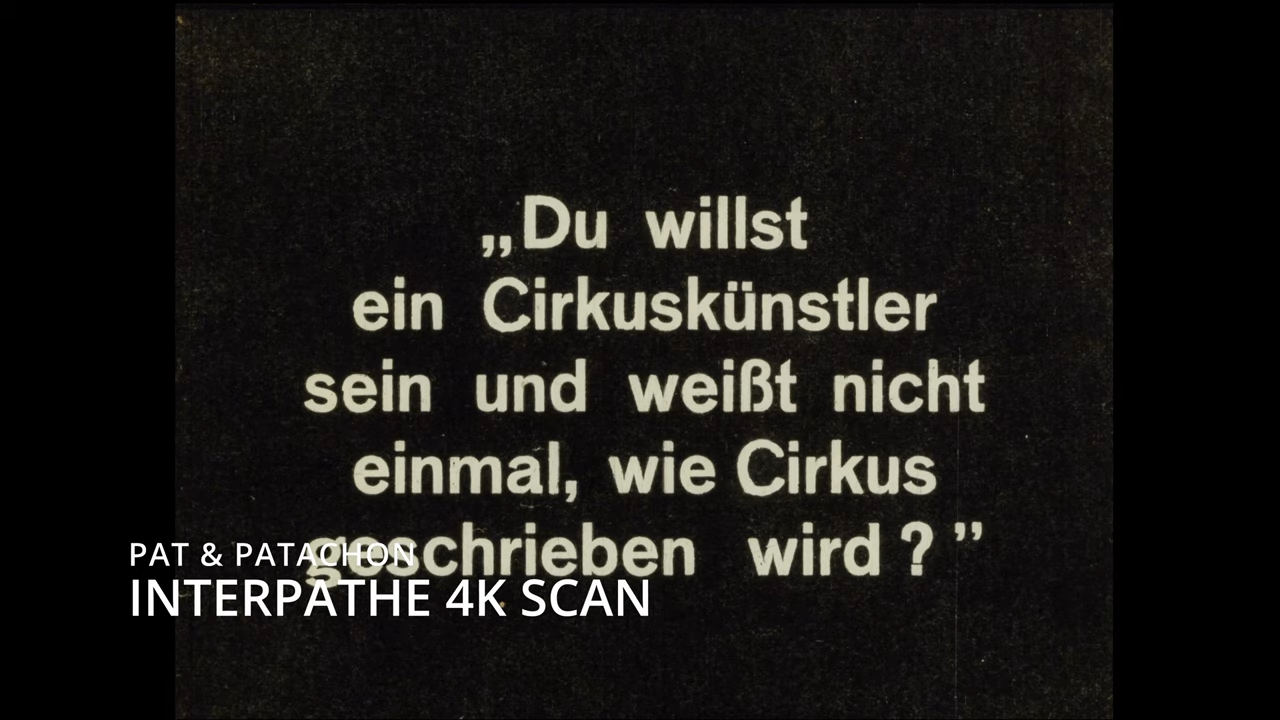 „Du willst
ein Cirkuskünstler
sein und weißt nicht
einmal, wie Cirkus
geschrieben wird ?”
PAT & PATACHON
INTERPATHE 4K SCAN